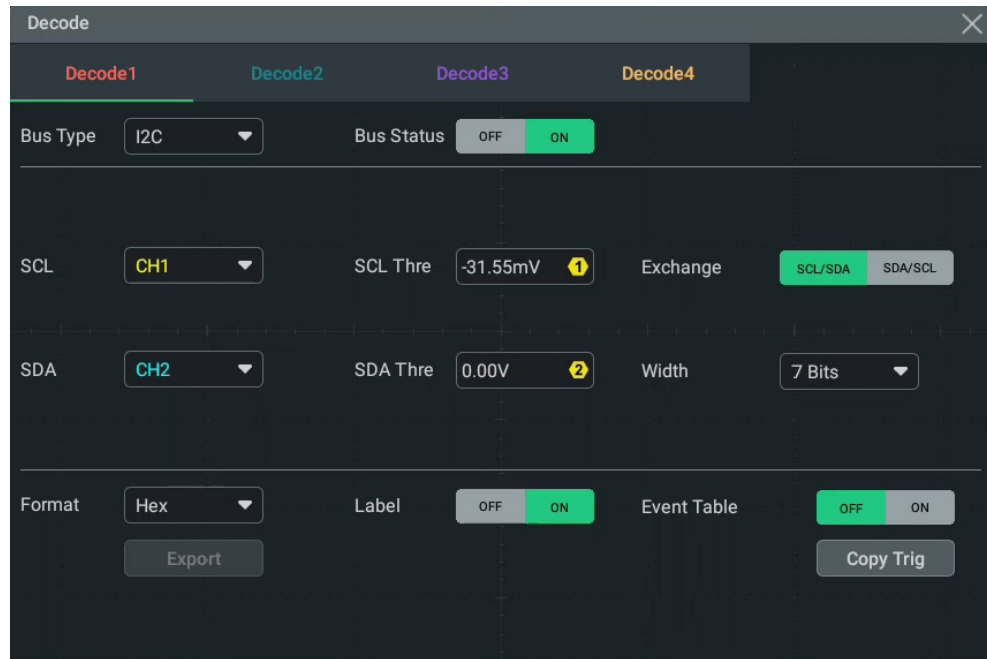 Decode
Decode1 Decode2 Decode3 Decode4
Bus Type I2C Bus Status OFF ON
SCL CH1 SCL Thre -31.55mV 1 Exchange SCL/SDA SDA/SCL
SDA CH2 SDA Thre 0.00V 2 Width 7 Bits
Format Hex Label OFF ON Event Table OFF ON
Export Copy Trig